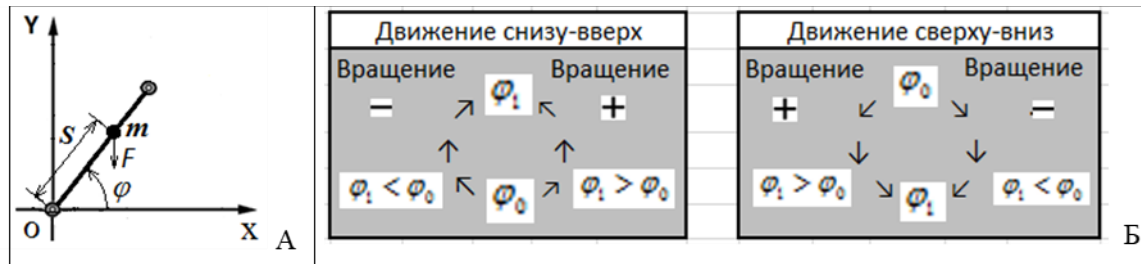 Y
S
m
F
φ
O
X
А
Движение снизу-вверх
Вращение Вращение
− φ₁ +
φ₁ < φ₀ φ₀ φ₁ > φ₀
Движение сверху-вниз
Вращение φ₀ Вращение
+ −
φ₁ > φ₀ φ₁ φ₁ < φ₀
Б